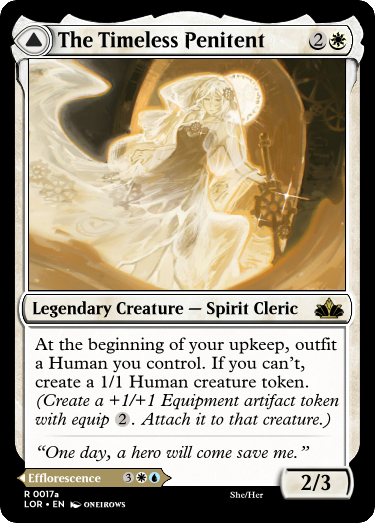 The Timeless Penitent 2
Legendary Creature — Spirit Cleric
At the beginning of your upkeep, outfit
a Human you control. If you can't,
create a 1/1 Human creature token.
(Create a +1/+1 Equipment artifact token
with equip 2. Attach it to that creature.)
“One day, a hero will come save me.”
Efflorescence 3
2/3
R 0017a
She/Her
LOR • EN ONEIROWS